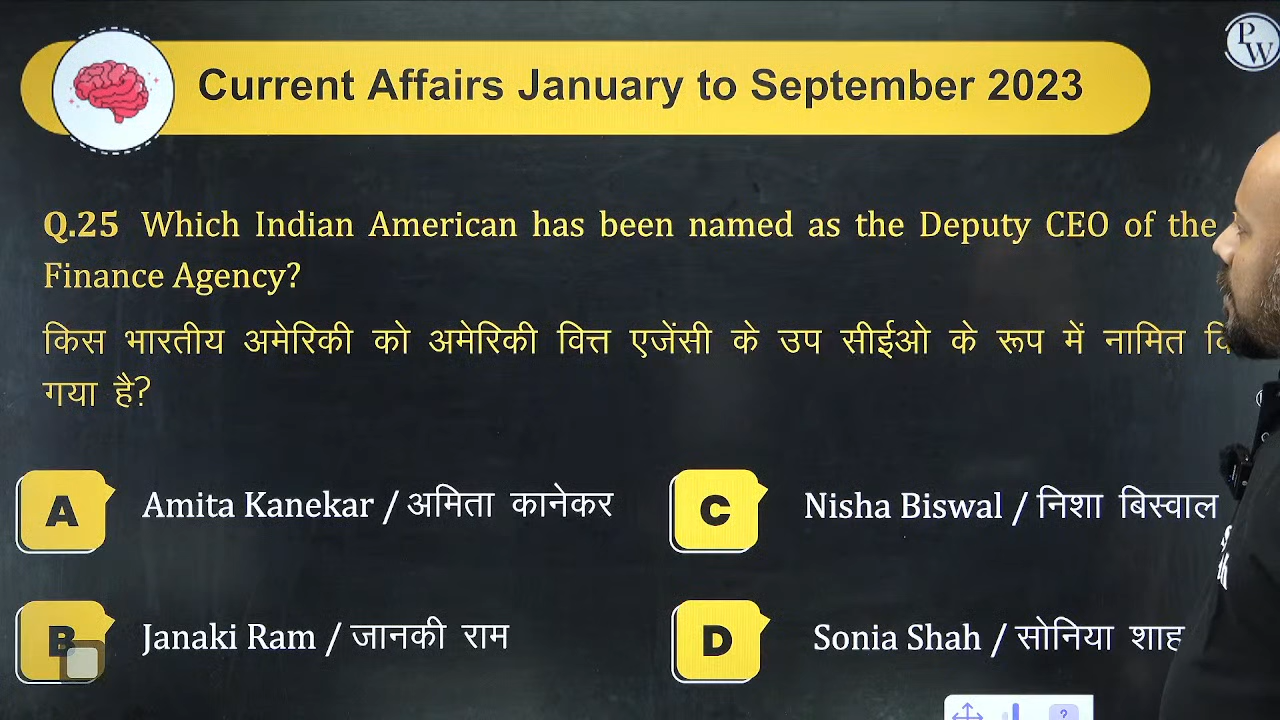 PW
Current Affairs January to September 2023
Q.25 Which Indian American has been named as the Deputy CEO of the
Finance Agency?
किस भारतीय अमेरिकी को अमेरिकी वित्त एजेंसी के उप सीईओ के रूप में नामित
गया है?
A Amita Kanekar / अमिता कानेकर
C Nisha Biswal / निशा बिस्वाल
B Janaki Ram / जानकी राम
D Sonia Shah / सोनिया शाह
?